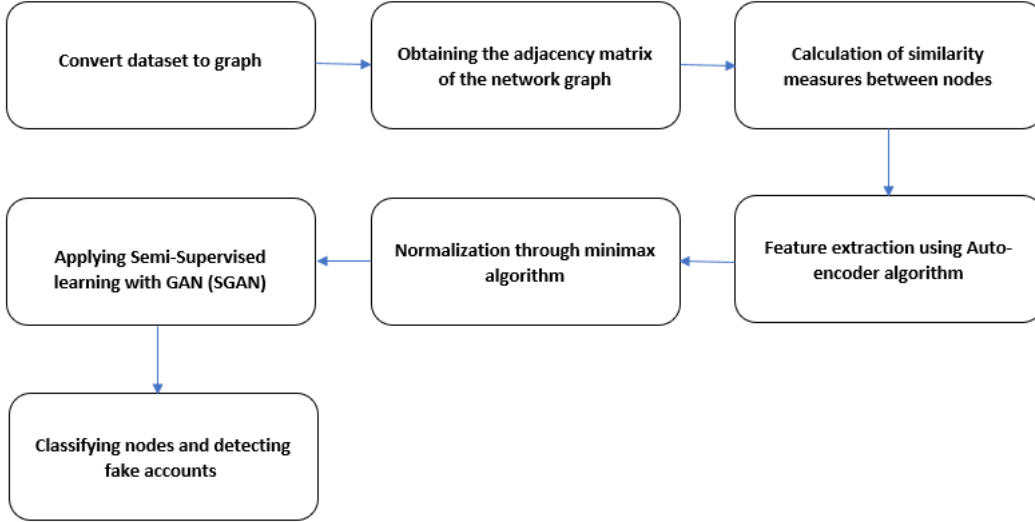 Convert dataset to graph
Obtaining the adjacency matrix
of the network graph
Calculation of similarity
measures between nodes
Feature extraction using Auto-
encoder algorithm
Normalization through minimax
algorithm
Applying Semi-Supervised
learning with GAN (SGAN)
Classifying nodes and detecting
fake accounts